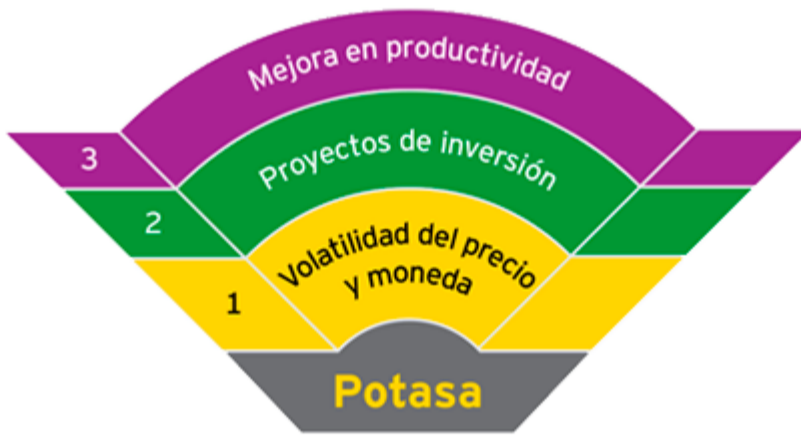 Mejora en productividad
3
Proyectos de inversión
2
Volatilidad del precio
y moneda
1
Potasa